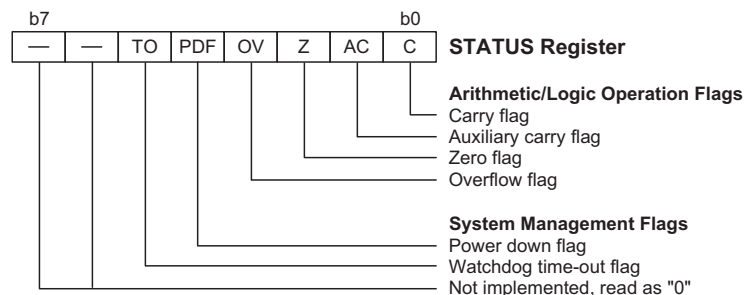 b7 b0
— — TO PDF OV Z AC C STATUS Register
Arithmetic/Logic Operation Flags
Carry flag
Auxiliary carry flag
Zero flag
Overflow flag
System Management Flags
Power down flag
Watchdog time-out flag
Not implemented, read as "0"